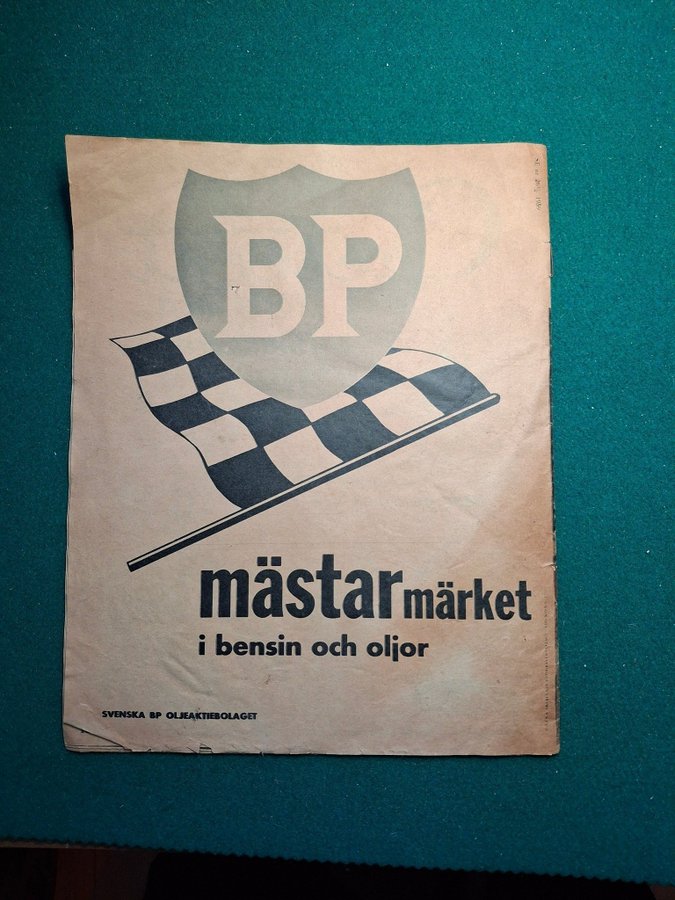 BP
mästarmärket
i bensin och oljor
SVENSKA BP OLJEAKTIEBOLAGET